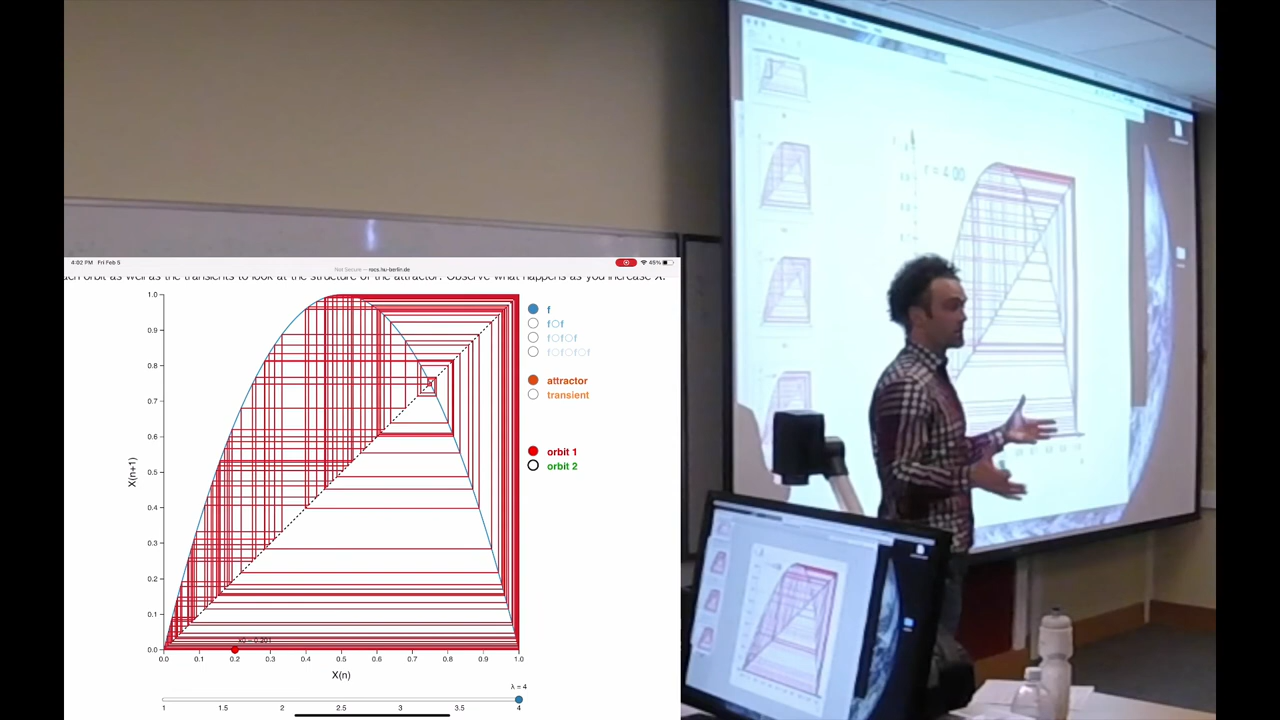 4:02 PM Fri Feb 5
45%
Not Secure — rocs.hu-berlin.de
each orbit as well as the transients to look at the structure of the attractor? Observe what happens as you increase λ.
1.0
0.9
0.8
0.7
0.6
0.5
0.4
0.3
0.2
0.1
0.0
X(n+1)
0.0 0.1 0.2 0.3 0.4 0.5 0.6 0.7 0.8 0.9 1.0
X(n)
x0 = 0.201
f
f○f
f○f○f
f○f○f○f
attractor
transient
orbit 1
orbit 2
λ = 4
1 1.5 2 2.5 3 3.5 4
r = 4.00